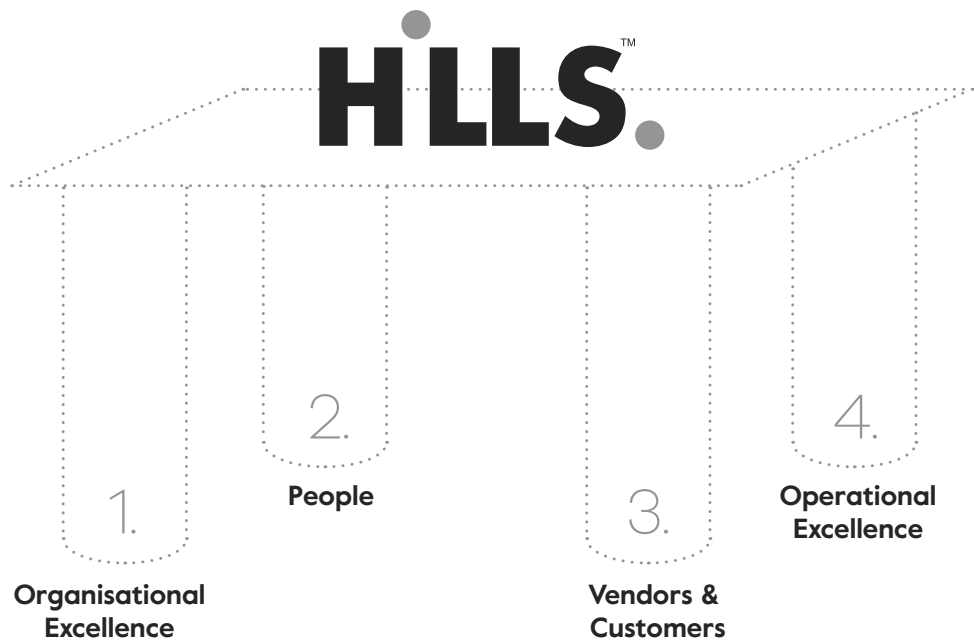 HiLLS.™
1.
Organisational
Excellence
2.
People
3.
Vendors &
Customers
4.
Operational
Excellence